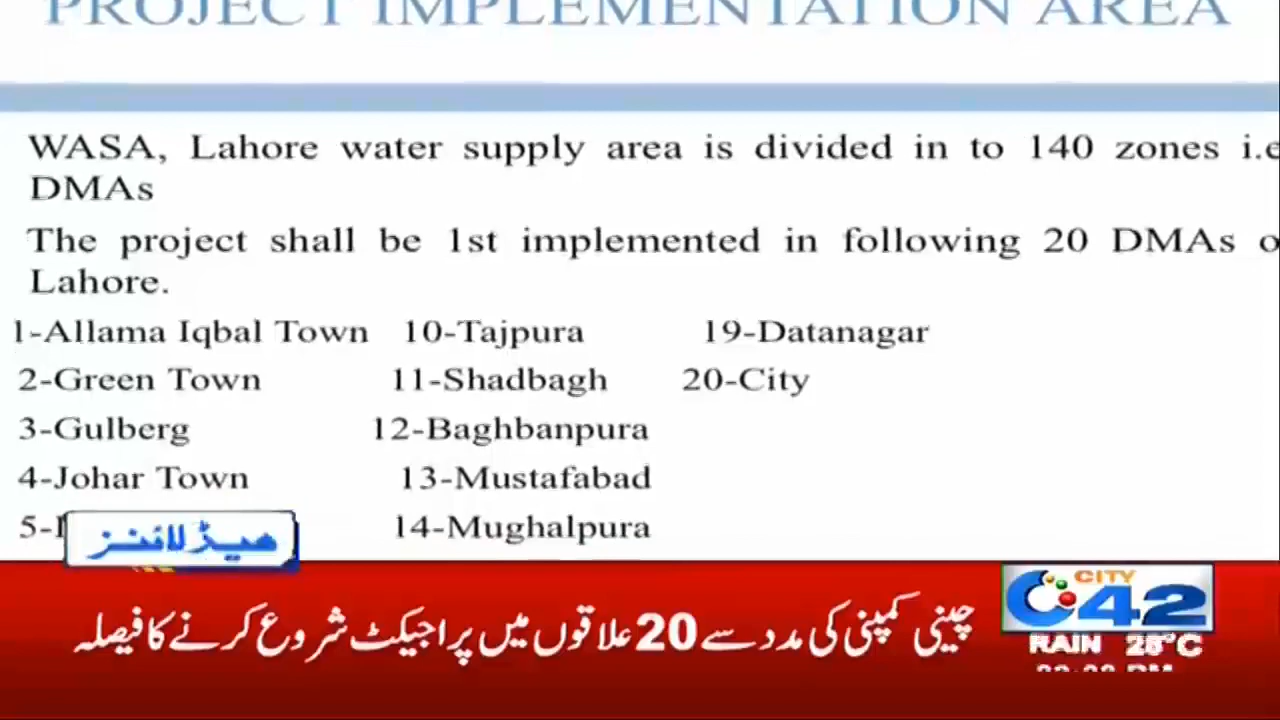 PROJECT IMPLEMENTATION AREA
WASA, Lahore water supply area is divided in to 140 zones i.e
DMAs
The project shall be 1st implemented in following 20 DMAs o
Lahore.
1-Allama Iqbal Town 10-Tajpura 19-Datanagar
2-Green Town 11-Shadbagh 20-City
3-Gulberg 12-Baghbanpura
4-Johar Town 13-Mustafabad
5- 14-Mughalpura
ہیڈلائنز
چینی کمپنی کی مدد سے 20 علاقوں میں پراجیکٹ شروع کرنے کا فیصلہ
CITY
42
RAIN 28°C